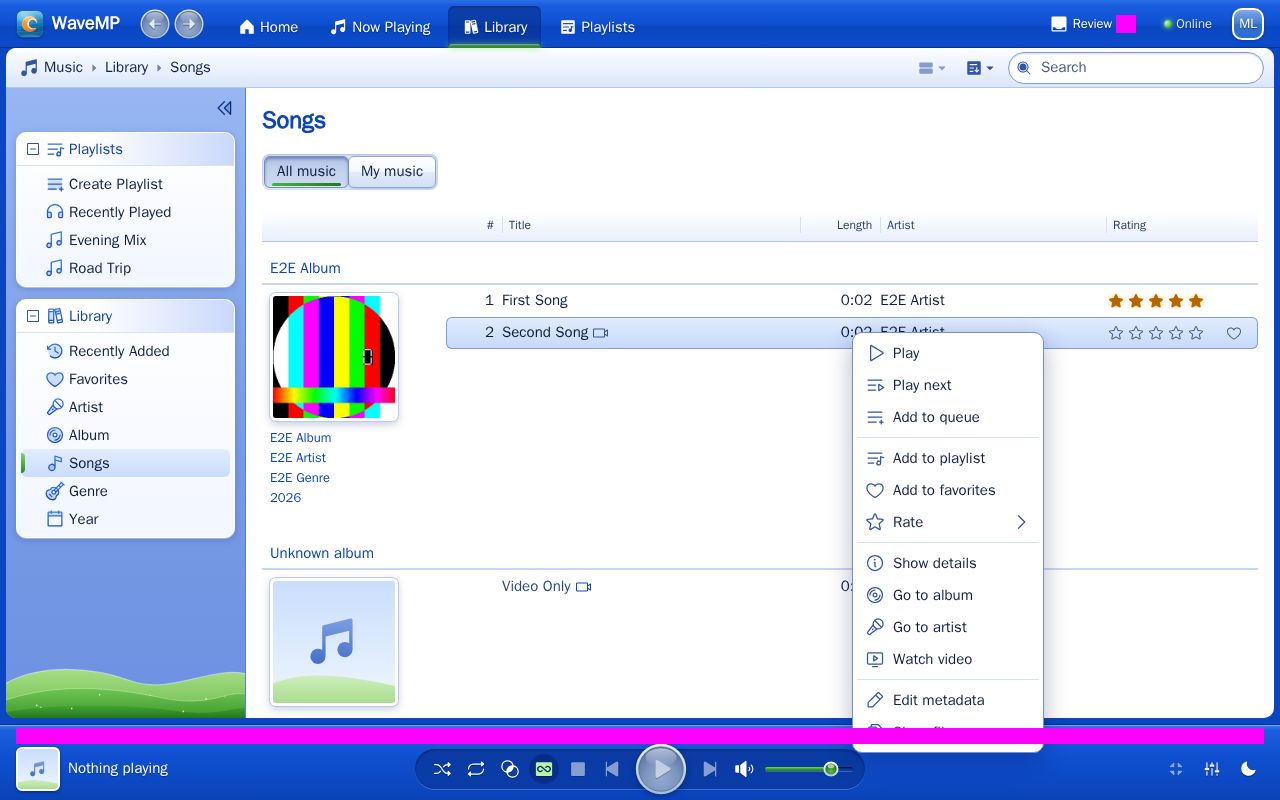 WaveMP
Home
Now Playing
Library
Playlists
Review
Online
ML
Music
Library
Songs
Search
Songs
All music
My music
Playlists
Create Playlist
Recently Played
Evening Mix
Road Trip
Library
Recently Added
Favorites
Artist
Album
Songs
Genre
Year
# Title Length Artist Rating
E2E Album
1 First Song 0:02 E2E Artist
2 Second Song 0:02 E2E Artist
E2E Album
E2E Artist
E2E Genre
2026
Unknown album
Video Only
Play
Play next
Add to queue
Add to playlist
Add to favorites
Rate
Show details
Go to album
Go to artist
Watch video
Edit metadata
Nothing playing